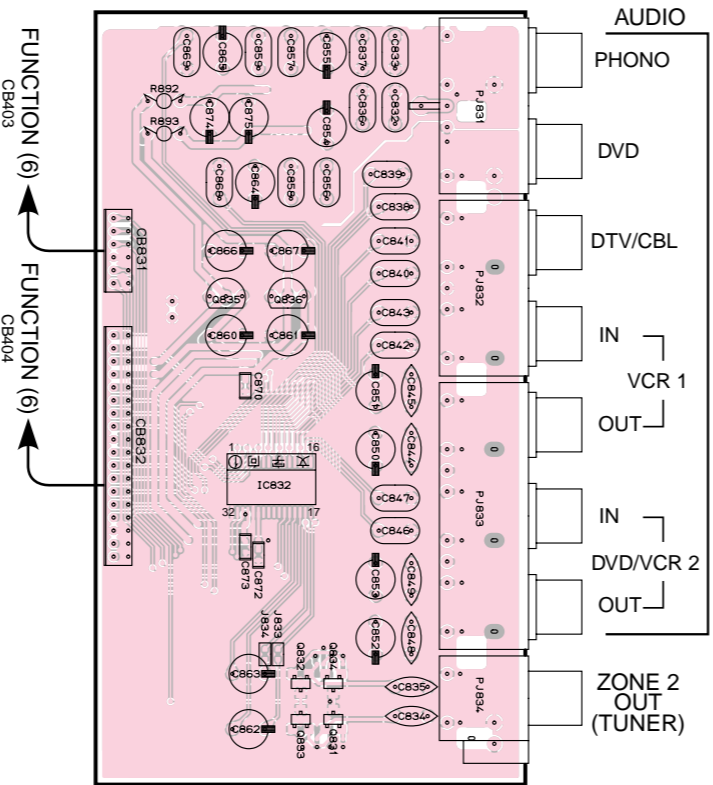 AUDIO
PHONO
DVD
DTV/CBL
IN
VCR 1
OUT
IN
DVD/VCR 2
OUT
ZONE 2
OUT
(TUNER)
FUNCTION (6)
CB403
FUNCTION (6)
CB404
C869
C865
C859
C857
C855
C837
C833
R892
R893
C874
C875
C854
C836
C832
PJ831
C868
C864
C858
C856
C839
C838
CB831
C866
C867
C841
C840
PJ832
Q835
Q836
C843
C860
C861
C842
C870
C851
C845
CB832
1
16
C850
C844
IC832
32
17
C847
C846
PJ833
C873
C872
C853
C849
J834
J833
C852
C848
Q832
Q834
C863
C835
PJ834
C862
C834
Q833
Q831